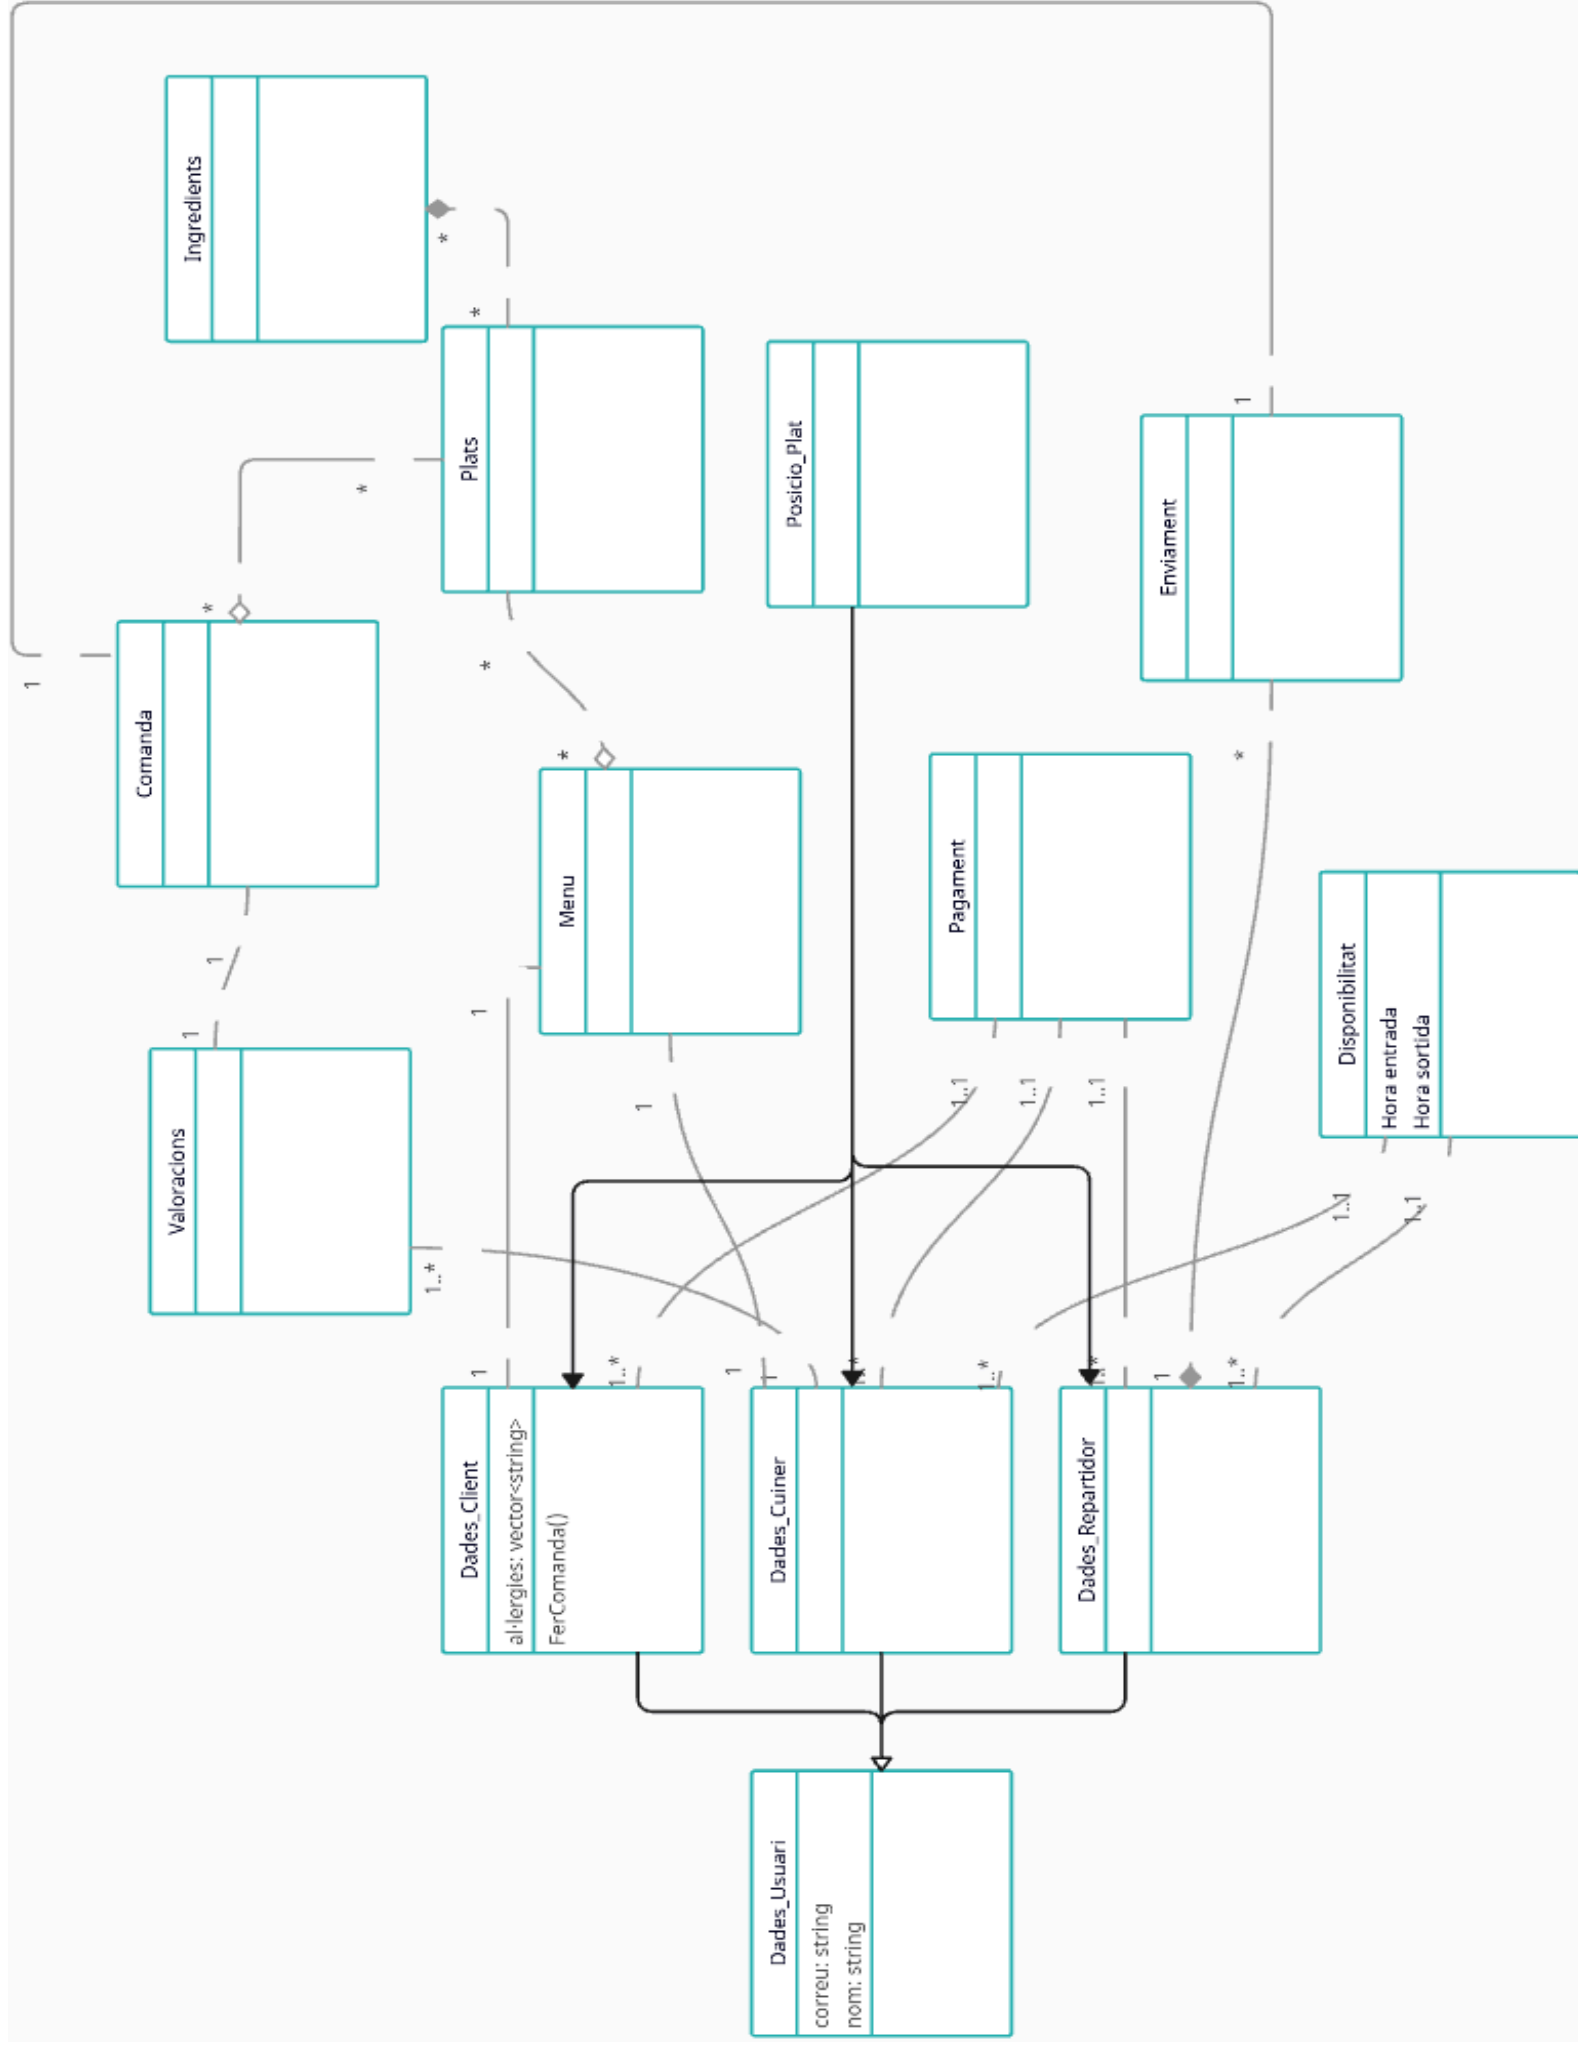 1
Comanda
Valoracions
1
Ingredients
*
1
*
1..*
*
Dades_Client
Plats
1
1
*
*
al·lergies: vector<string>
FerComanda()
*
Menu
1..*
1
1
1
Dades_Usuari
Dades_Cuiner
Posicio_Plat
correu: string
nom: string
Pagament
1..1
1..*
1..1
Dades_Repartidor
1..1
1
Enviament
1..*
*
1
1..1
Disponibilitat
Hora entrada
1..1
Hora sortida